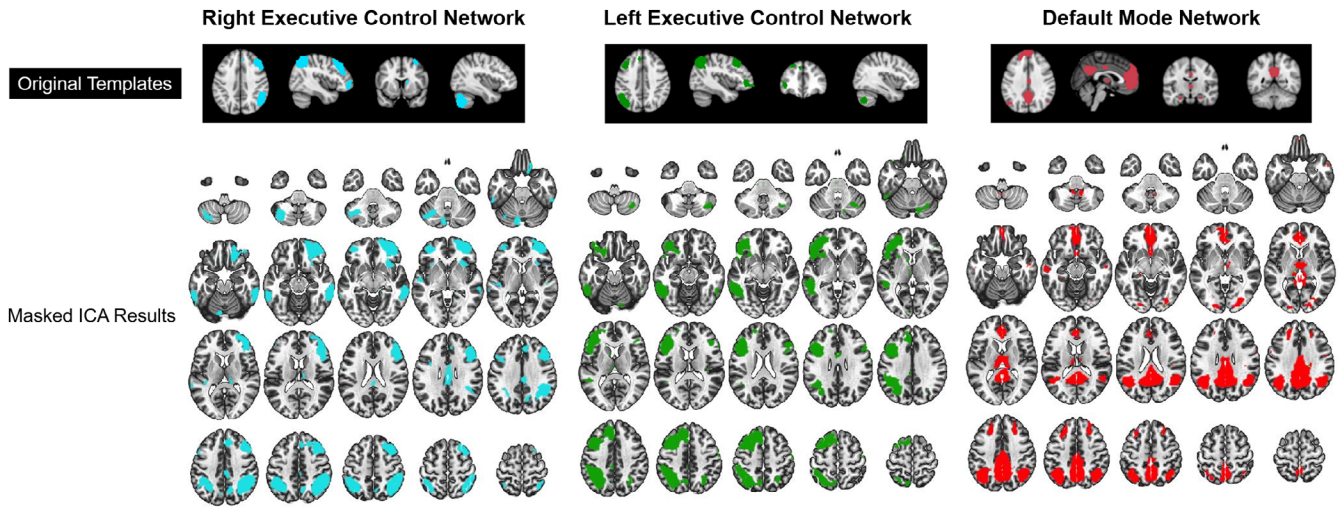 Right Executive Control Network
Left Executive Control Network
Default Mode Network
Original Templates
Masked ICA Results